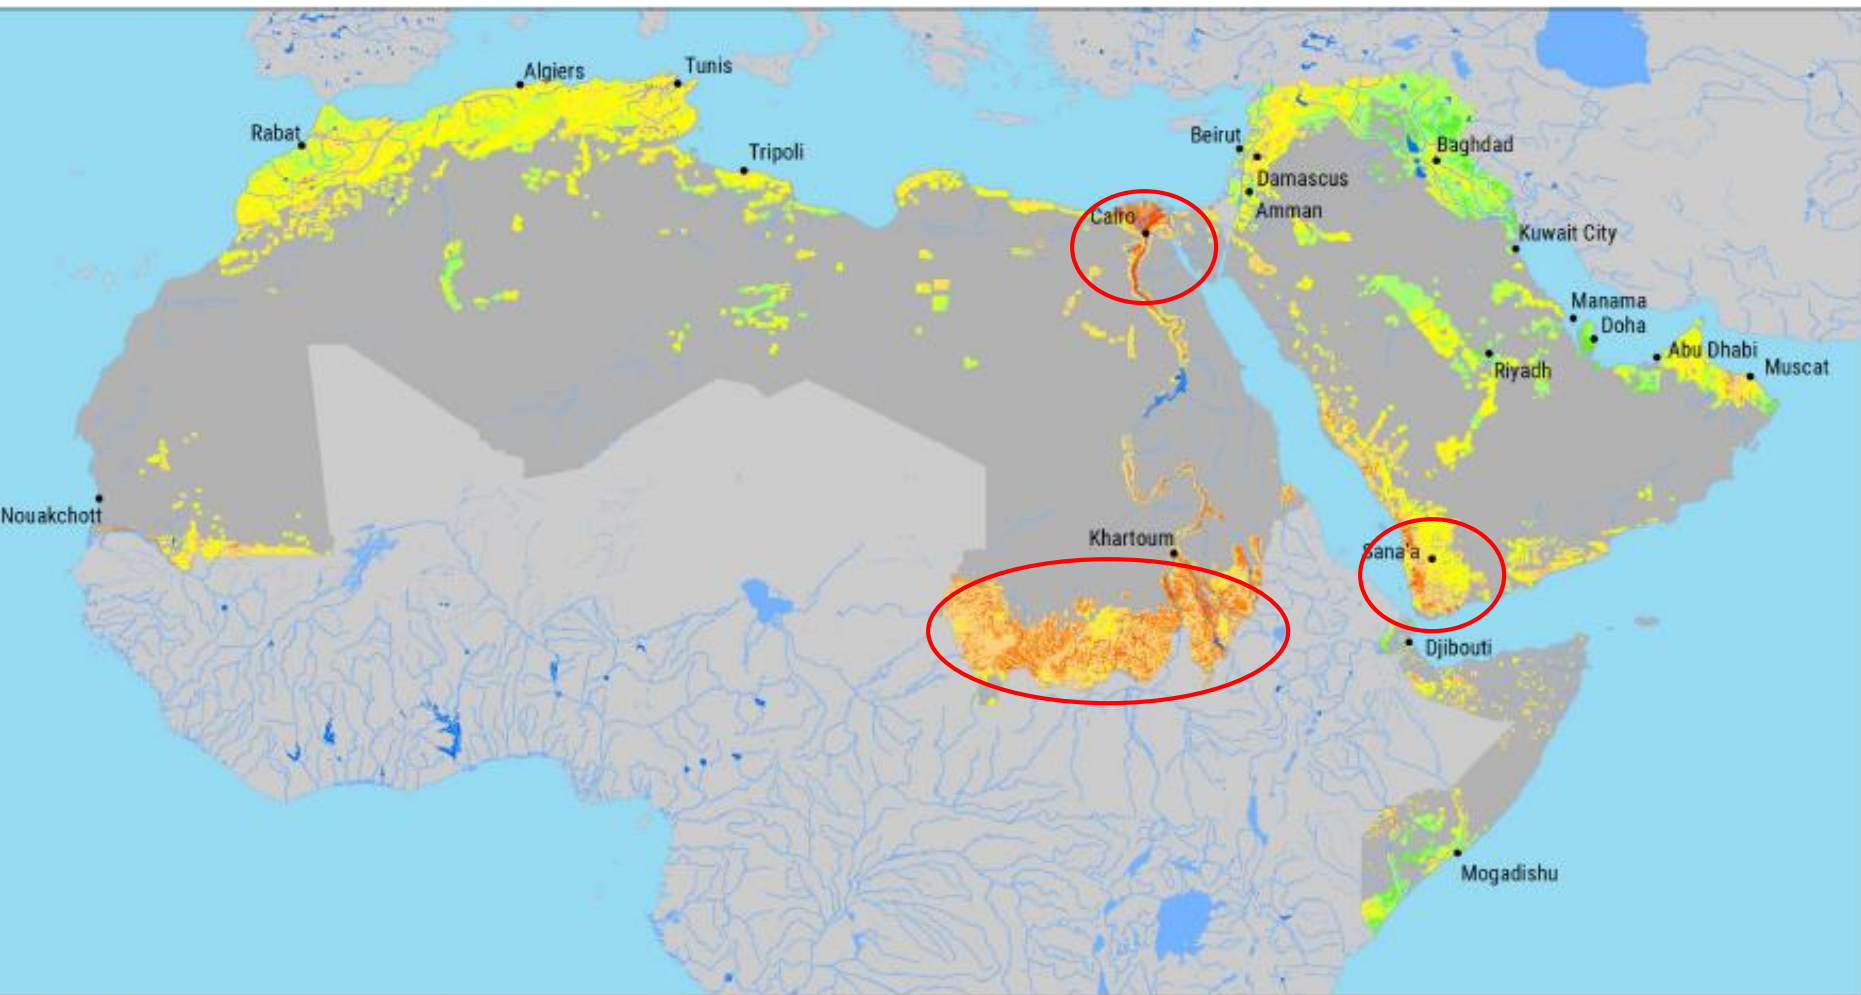 Algiers
Tunis
Rabat
Tripoli
Beirut
Baghdad
Damascus
Amman
Cairo
Kuwait City
Manama
Doha
Abu Dhabi
Muscat
Riyadh
Nouakchott
Khartoum
Sana'a
Djibouti
Mogadishu